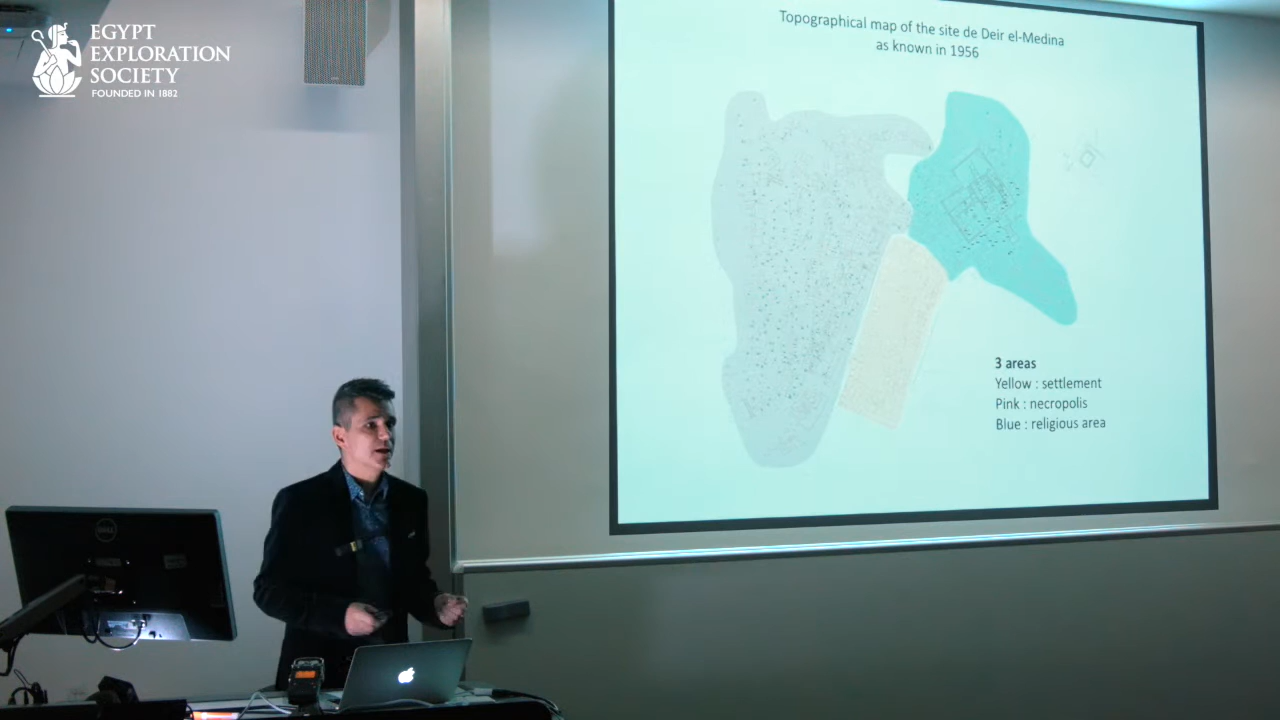 EGYPT
EXPLORATION
SOCIETY
FOUNDED IN 1882
Topographical map of the site de Deir el-Medina
as known in 1956
3 areas
Yellow : settlement
Pink : necropolis
Blue : religious area
DELL